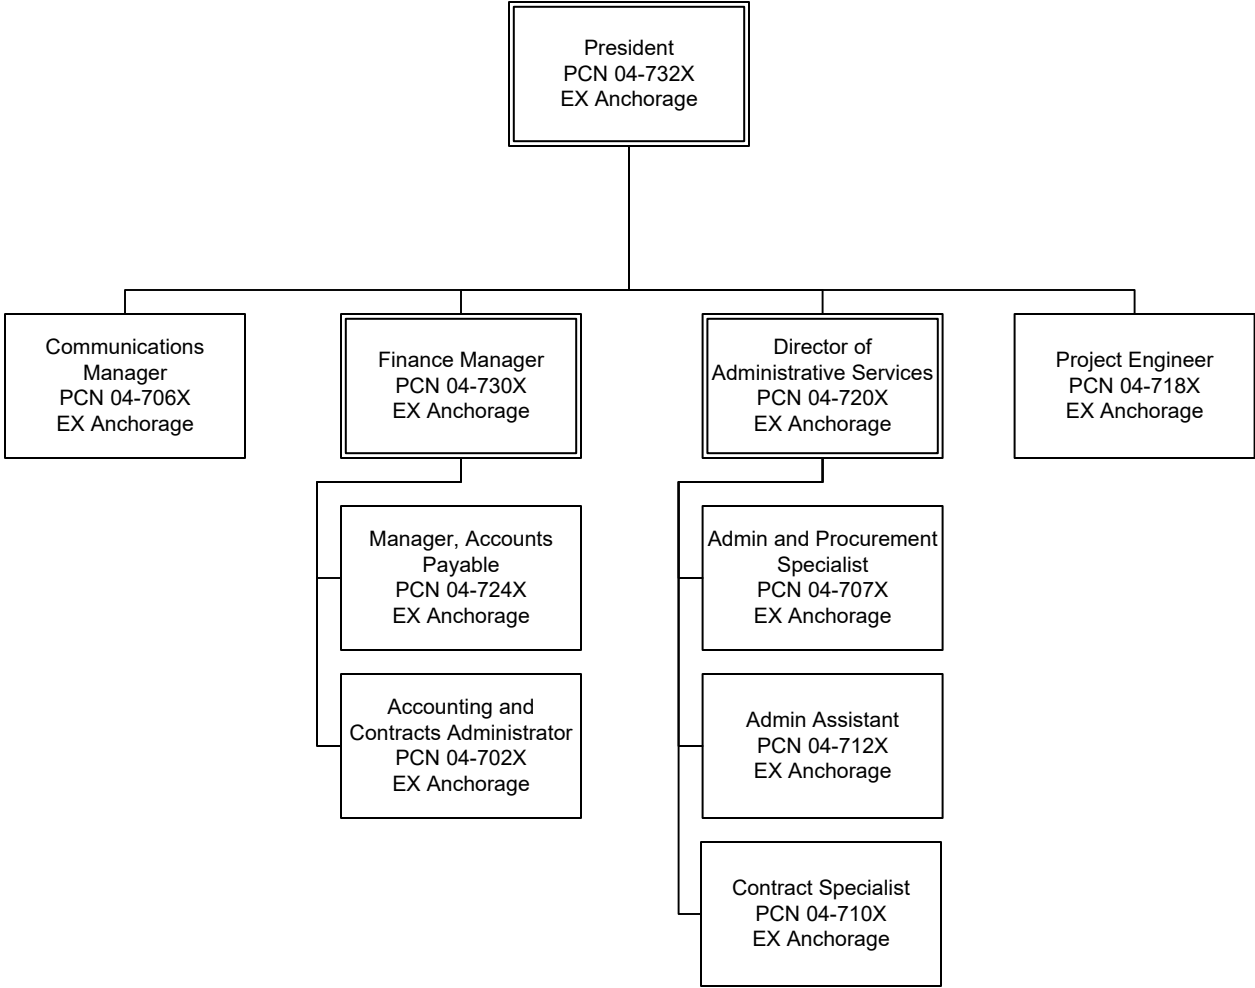 President
PCN 04-732X
EX Anchorage
Communications
Manager
PCN 04-706X
EX Anchorage
Finance Manager
PCN 04-730X
EX Anchorage
Director of
Administrative Services
PCN 04-720X
EX Anchorage
Project Engineer
PCN 04-718X
EX Anchorage
Manager, Accounts
Payable
PCN 04-724X
EX Anchorage
Accounting and
Contracts Administrator
PCN 04-702X
EX Anchorage
Admin and Procurement
Specialist
PCN 04-707X
EX Anchorage
Admin Assistant
PCN 04-712X
EX Anchorage
Contract Specialist
PCN 04-710X
EX Anchorage